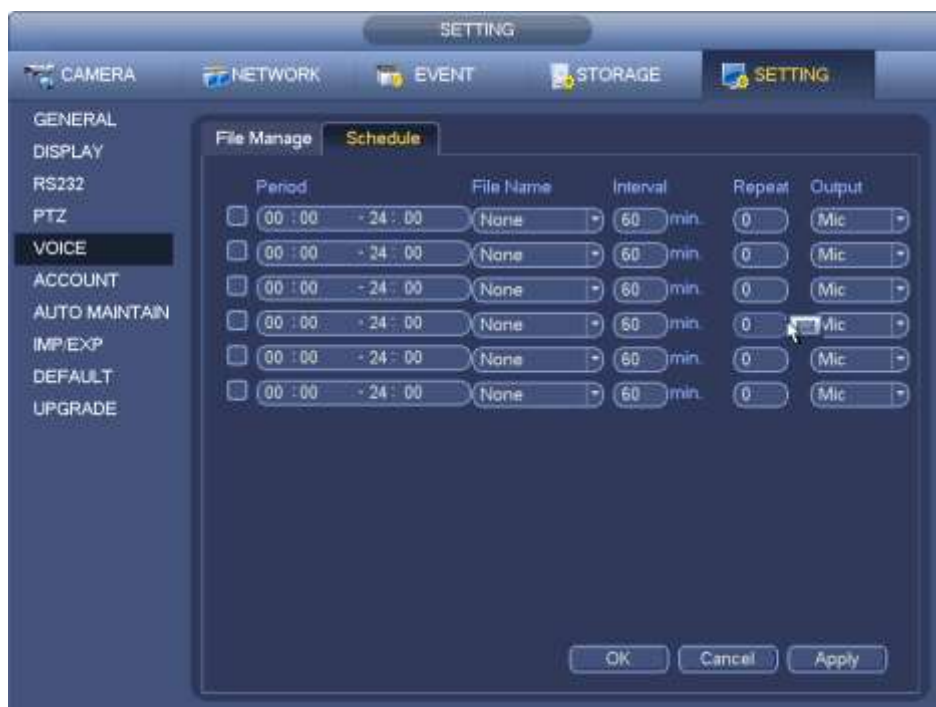 SETTING
CAMERA NETWORK EVENT STORAGE SETTING
GENERAL
DISPLAY
RS232
PTZ
VOICE
ACCOUNT
AUTO MAINTAIN
IMP/EXP
DEFAULT
UPGRADE
File Manage Schedule
Period File Name Interval Repeat Output
00 : 00 - 24 : 00 None 60 min. 0 Mic
00 : 00 - 24 : 00 None 60 min. 0 Mic
00 : 00 - 24 : 00 None 60 min. 0 Mic
00 : 00 - 24 : 00 None 60 min. 0 Mic
00 : 00 - 24 : 00 None 60 min. 0 Mic
00 : 00 - 24 : 00 None 60 min. 0 Mic
OK Cancel Apply